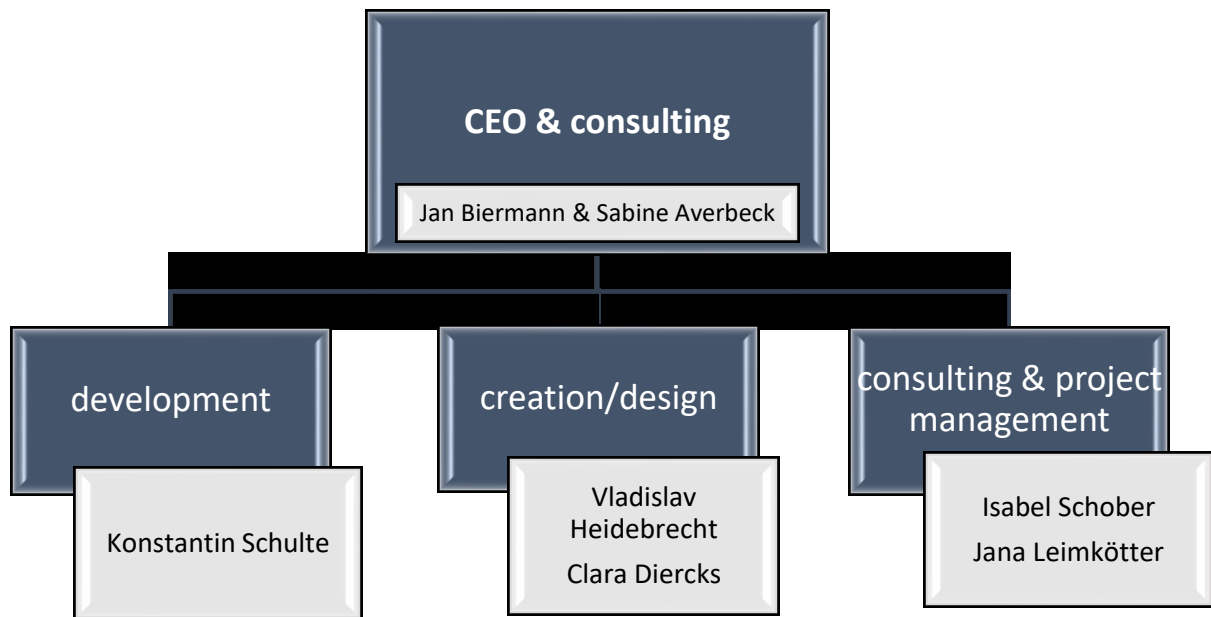 CEO & consulting
Jan Biermann & Sabine Averbeck
development
Konstantin Schulte
creation/design
Vladislav
Heidebrecht
Clara Diercks
consulting & project
management
Isabel Schober
Jana Leimkötter